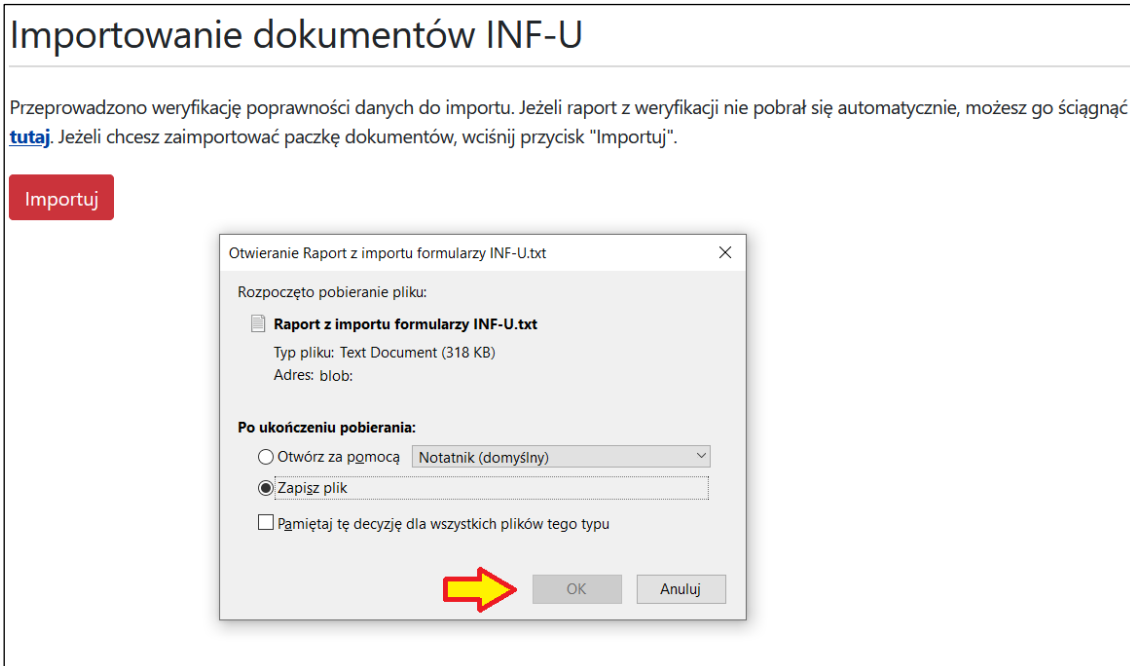 Importowanie dokumentów INF-U
Przeprowadzono weryfikację poprawności danych do importu. Jeżeli raport z weryfikacji nie pobrał się automatycznie, możesz go ściągnąć
tutaj. Jeżeli chcesz zaimportować paczkę dokumentów, wciśnij przycisk "Importuj".
Importuj
Otwieranie Raport z importu formularzy INF-U.txt
Rozpoczęto pobieranie pliku:
Raport z importu formularzy INF-U.txt
Typ pliku: Text Document (318 KB)
Adres: blob:
Po ukończeniu pobierania:
Otwórz za pomocą Notatnik (domyślny)
Zapisz plik
Pamiętaj tę decyzję dla wszystkich plików tego typu
OK Anuluj